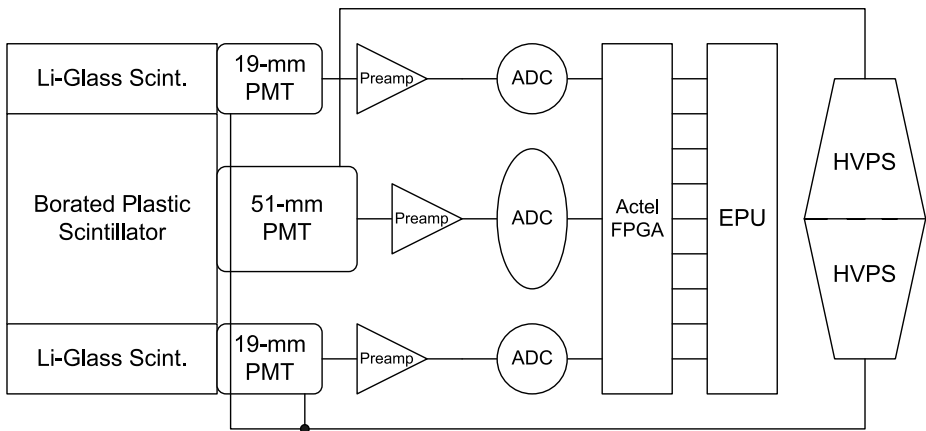 Li-Glass Scint.
19-mm
PMT
Preamp
ADC
Borated Plastic
Scintillator
51-mm
PMT
Preamp
ADC
Actel
FPGA
EPU
HVPS
HVPS
Li-Glass Scint.
19-mm
PMT
Preamp
ADC